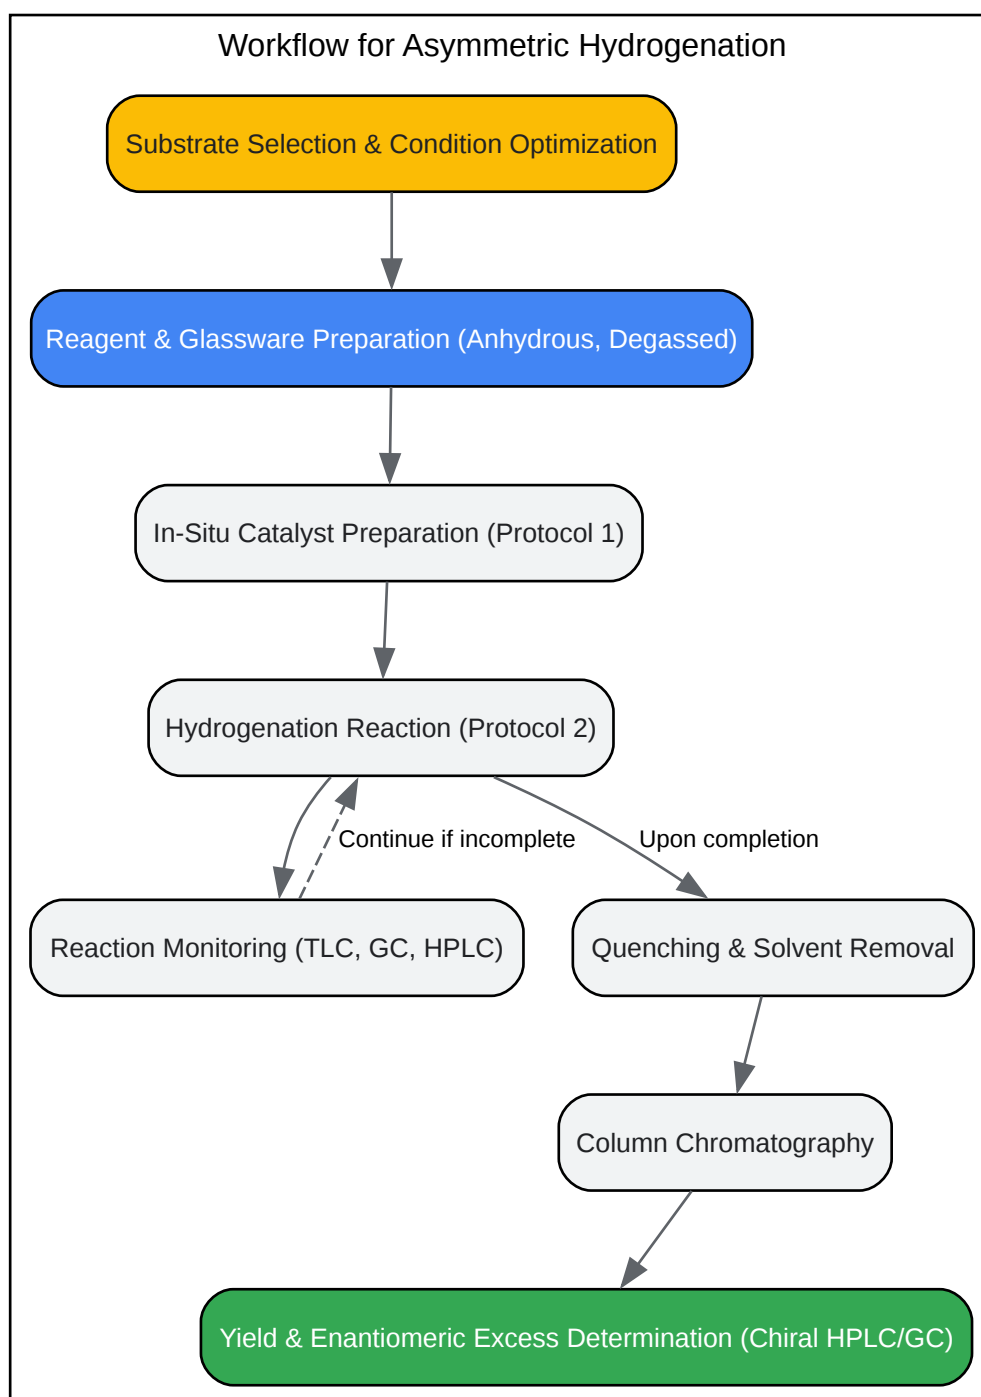 Workflow for Asymmetric Hydrogenation
Substrate Selection & Condition Optimization
Reagent & Glassware Preparation (Anhydrous, Degassed)
In-Situ Catalyst Preparation (Protocol 1)
Hydrogenation Reaction (Protocol 2)
Continue if incomplete
Upon completion
Reaction Monitoring (TLC, GC, HPLC)
Quenching & Solvent Removal
Column Chromatography
Yield & Enantiomeric Excess Determination (Chiral HPLC/GC)